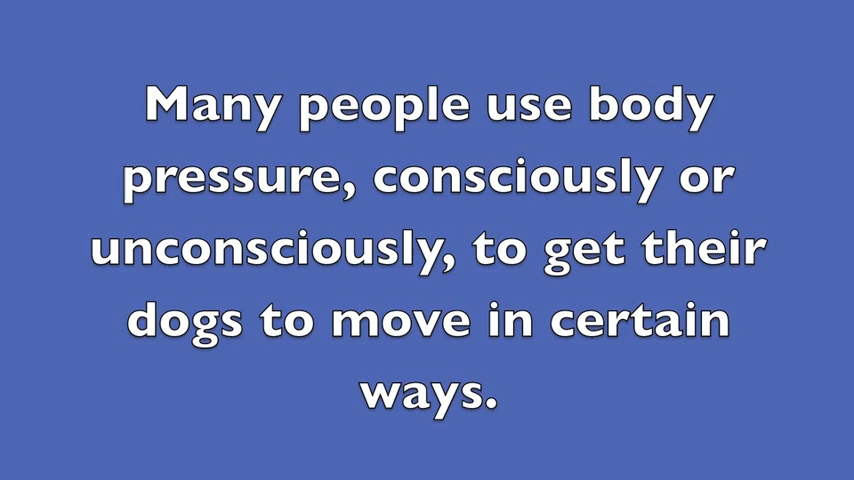 Many people use body
pressure, consciously or
unconsciously, to get their
dogs to move in certain
ways.